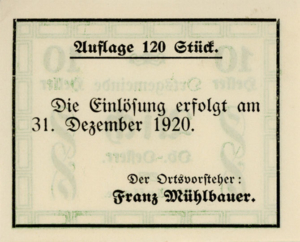 Auflage 120 Stück.
Die Einlösung erfolgt am
31. Dezember 1920.
Der Ortsvorsteher:
Franz Mühlbauer.